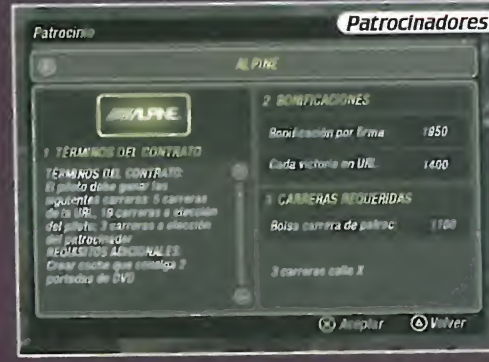 Patrocinadores
Patrocinio
ALPINE
ALPINE
1 TÉRMINOS DEL CONTRATO
TÉRMINOS DEL CONTRATO:
El piloto debe ganar las
siguientes carreras: 5 carreras
de la URL, 19 carreras a elección
del piloto; 3 carreras a elección
del patrocinador
REQUISITOS ADICIONALES:
Crear coche que consiga 2
portadas de DVD
2 BONIFICACIONES
Bonificación por firma 1950
Cada victoria en URL 1400
3 CARRERAS REQUERIDAS
Bolsa carrera de patroc. 1100
3 carreras calle X
Aceptar
Volver